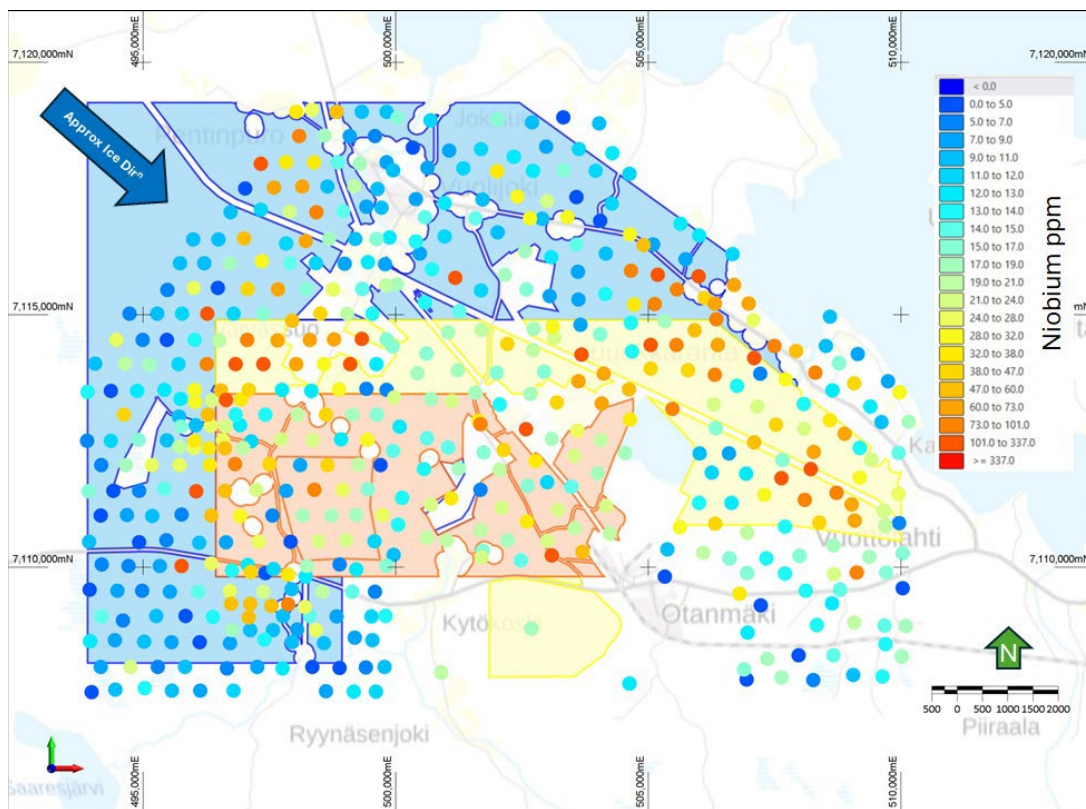 495,000mE
500,000mE
505,000mE
510,000mE
7,120,000mN
7,120,000mN
Approx Ice Dirⁿ
Pentinpuro
Vuolijoki
< 0.0
0.0 to 5.0
5.0 to 7.0
7.0 to 9.0
9.0 to 11.0
11.0 to 12.0
12.0 to 13.0
13.0 to 14.0
14.0 to 15.0
15.0 to 17.0
17.0 to 19.0
19.0 to 21.0
21.0 to 24.0
24.0 to 28.0
28.0 to 32.0
32.0 to 38.0
38.0 to 47.0
47.0 to 60.0
60.0 to 73.0
73.0 to 101.0
101.0 to 337.0
>= 337.0
Niobium ppm
7,115,000mN
7,110,000mN
7,110,000mN
Vuottolahti
Otanmäki
Kytökoski
N
500 0 500 1000 1500 2000
Ryynäsenjoki
Piiraala
Saaresjärvi
495,000mE
500,000mE
505,000mE
510,000mE